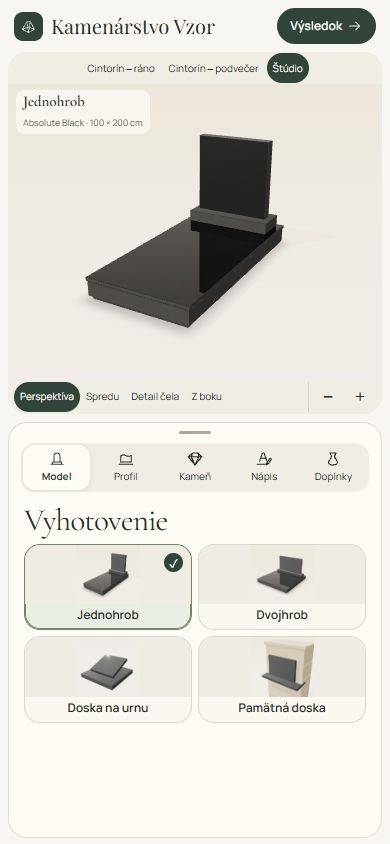 Kamenárstvo Vzor
Výsledok →
Cintorín – ráno
Cintorín – podvečer
Štúdio
Jednohrob
Absolute Black · 100 × 200 cm
Perspektíva
Spredu
Detail čela
Z boku
− +
Model
Profil
Kameň
Nápis
Doplnky
Vyhotovenie
Jednohrob
Dvojhrob
Doska na urnu
Pamätná doska